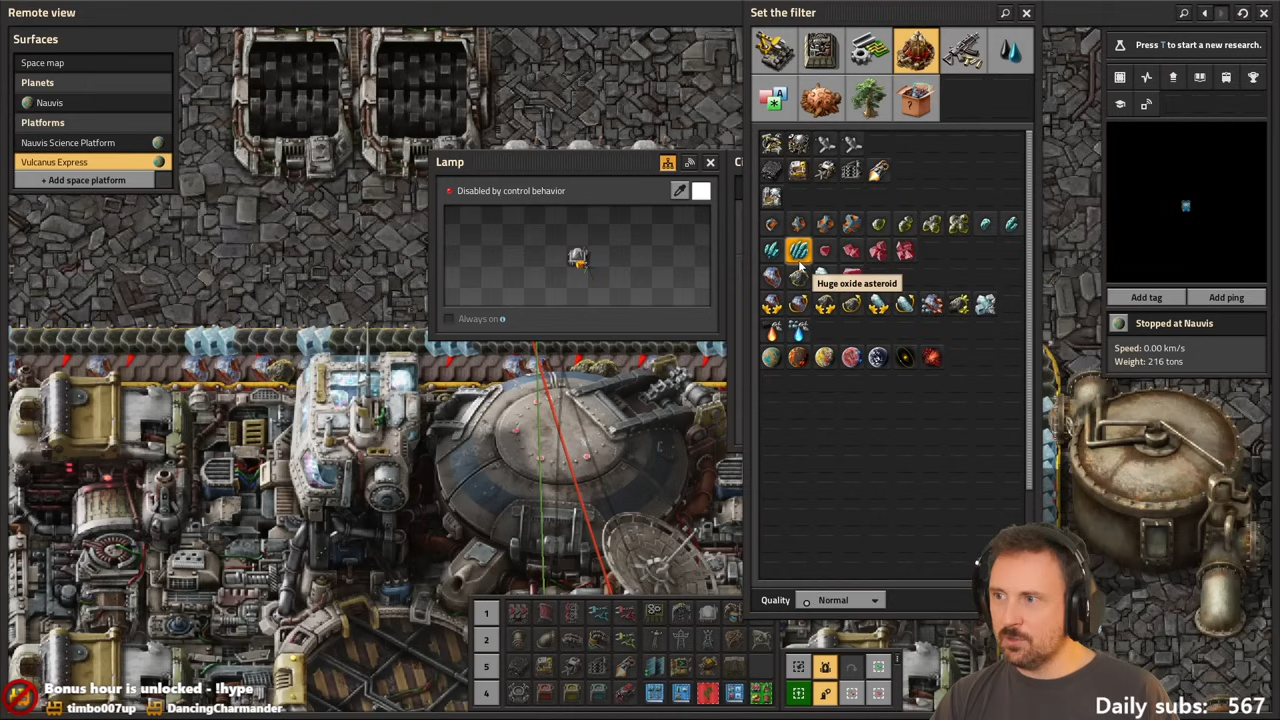 Remote view
Surfaces
Space map
Planets
Nauvis
Platforms
Nauvis Science Platform
Vulcanus Express
+ Add space platform
Lamp
Disabled by control behavior
Always on
Set the filter
A
?
Huge oxide asteroid
Quality
Normal
Press T to start a new research.
Add tag
Add ping
Stopped at Nauvis
Speed: 0.00 km/s
Weight: 216 tons
1
2
5
4
Bonus hour is unlocked - !hype
timbo007up
DancingCharmander
Daily subs: 567